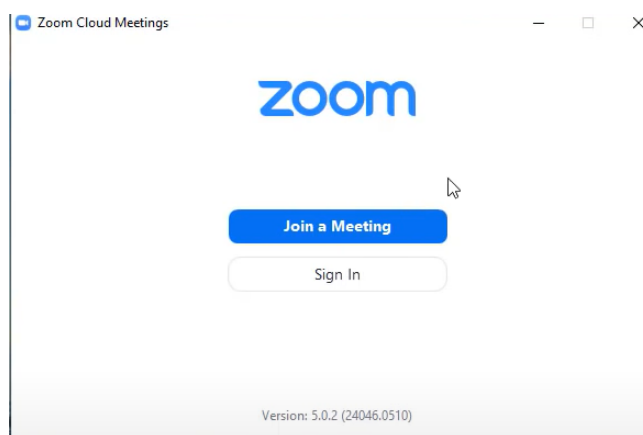 Zoom Cloud Meetings
zoom
Join a Meeting
Sign In
Version: 5.0.2 (24046.0510)